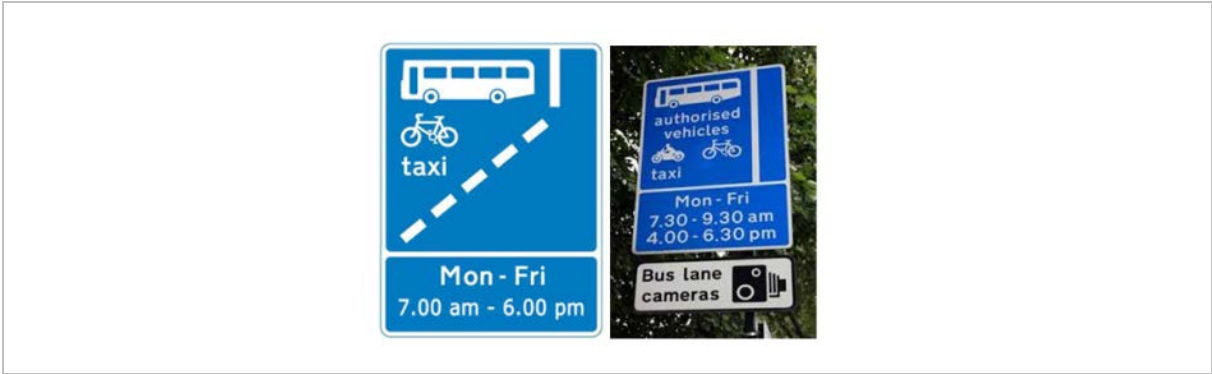 taxi
Mon - Fri
7.00 am - 6.00 pm
authorised
vehicles
taxi
Mon - Fri
7.30 - 9.30 am
4.00 - 6.30 pm
Bus lane
cameras